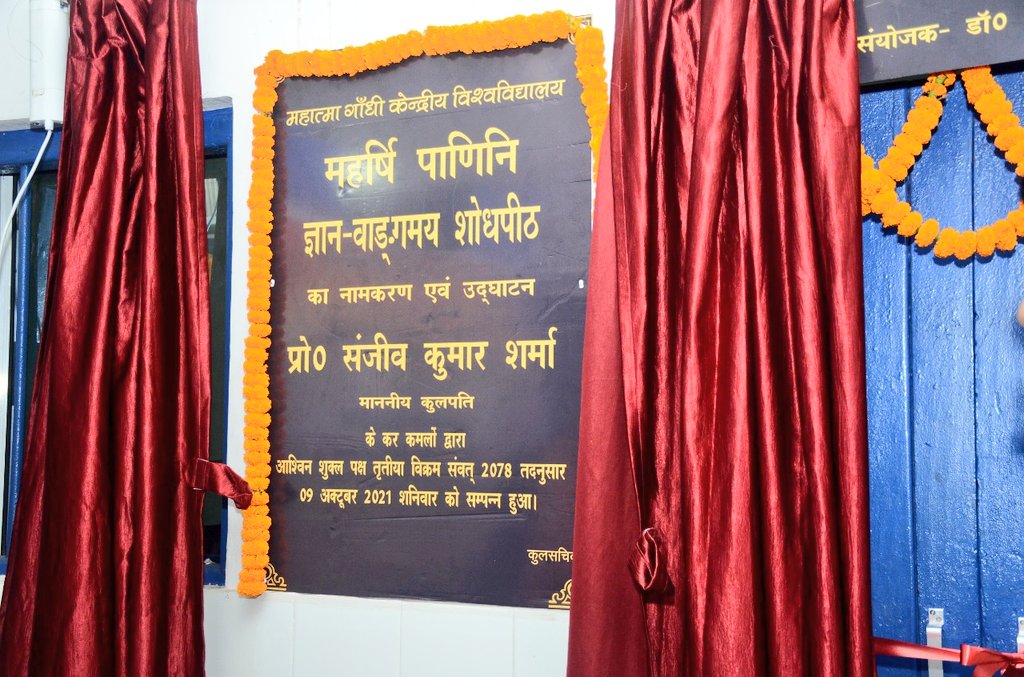 महात्मा गाँधी केन्द्रीय विश्वविद्यालय
महर्षि पाणिनि
ज्ञान-वाड्.गमय शोधपीठ
का नामकरण एवं उद्घाटन
प्रो० संजीव कुमार शर्मा
माननीय कुलपति
के कर कमलों द्वारा
आश्विन शुक्ल पक्ष तृतीया विक्रम संवत् 2078 तदनुसार
09 अक्टूबर 2021 शनिवार को सम्पन्न हुआ।
संयोजक- डॉ०